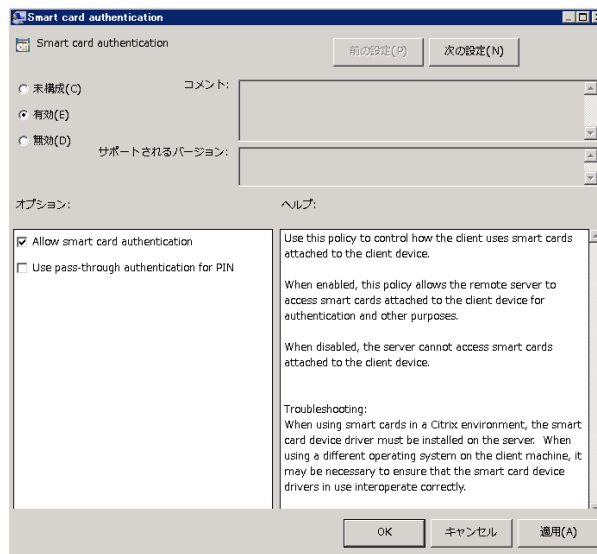 Smart card authentication
Smart card authentication
前の設定(P)
次の設定(N)
未構成(C)
コメント:
有効(E)
無効(D)
サポートされるバージョン:
オプション:
ヘルプ:
Allow smart card authentication
Use pass-through authentication for PIN
Use this policy to control how the client uses smart cards
attached to the client device.
When enabled, this policy allows the remote server to
access smart cards attached to the client device for
authentication and other purposes.
When disabled, the server cannot access smart cards
attached to the client device.
Troubleshooting:
When using smart cards in a Citrix environment, the smart
card device driver must be installed on the server.  When
using a different operating system on the client machine, it
may be necessary to ensure that the smart card device
drivers in use interoperate correctly.
OK
キャンセル
適用(A)